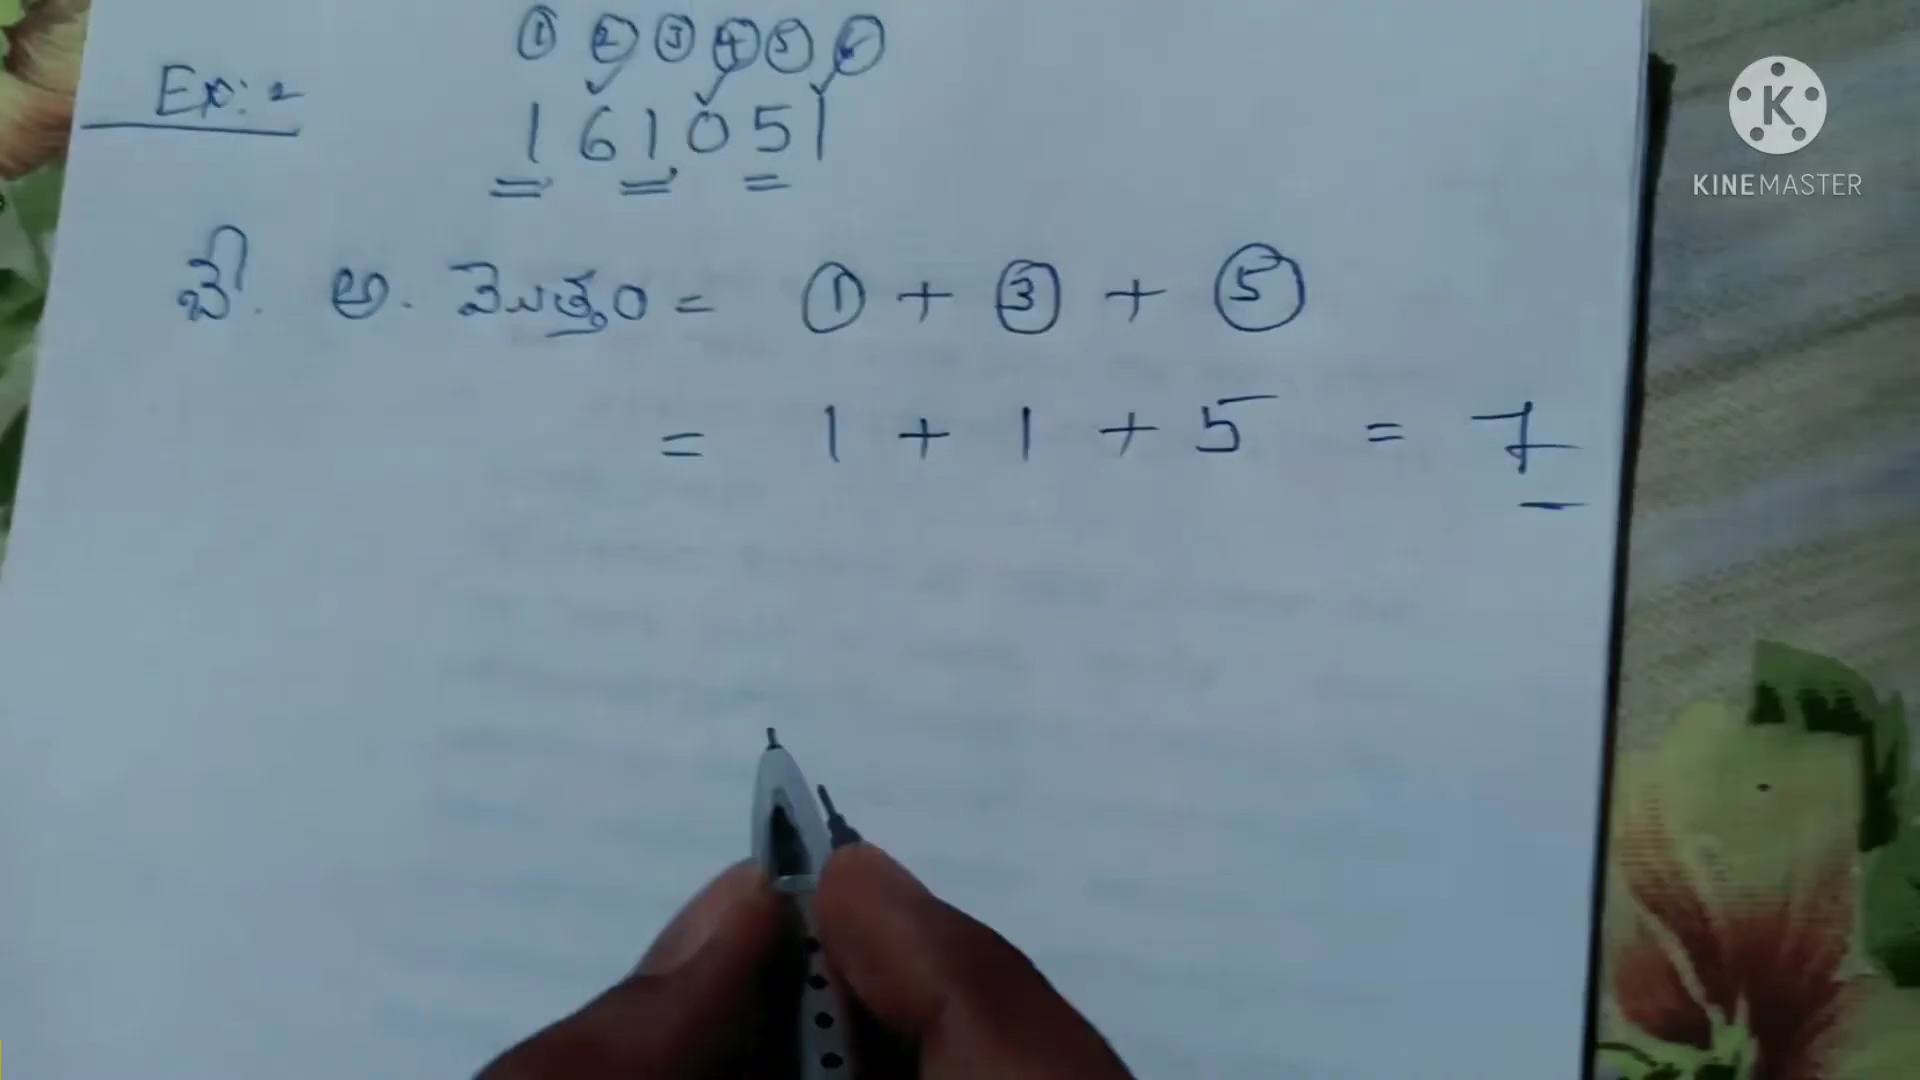 ① ② ③ ④ ⑤ ⑥
Ex: 2
161051
బే. అ. మొత్తం = ① + ③ + ⑤
= 1 + 1 + 5 = 7
KINEMASTER